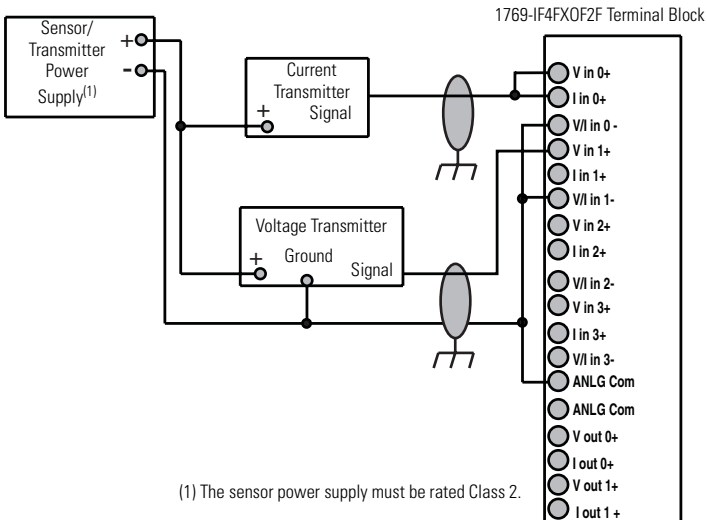 1769-IF4FXOF2F Terminal Block
Sensor/
Transmitter
Power
Supply(1)
+
-
Current
Transmitter
Signal
+
Voltage Transmitter
Ground
+
Signal
V in 0+
I in 0+
V/I in 0 -
V in 1+
I in 1+
V/I in 1-
V in 2+
I in 2+
V/I in 2-
V in 3+
I in 3+
V/I in 3-
ANLG Com
ANLG Com
V out 0+
I out 0+
V out 1+
I out 1 +
(1) The sensor power supply must be rated Class 2.